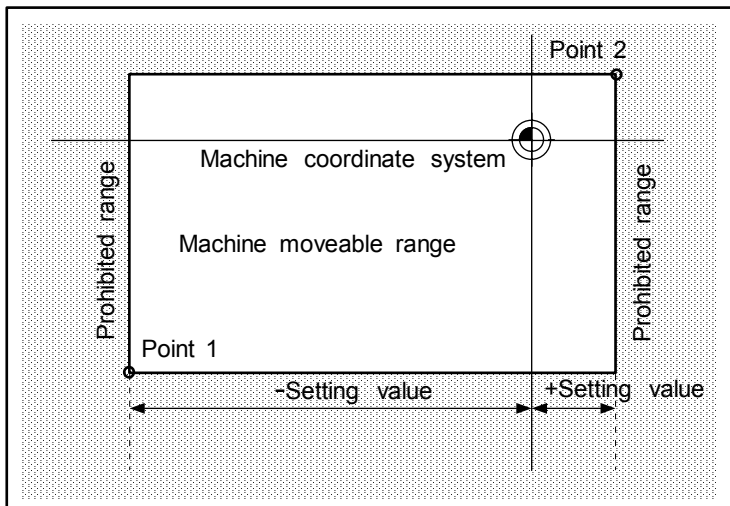 Point 2
Machine coordinate system
Prohibited range
Prohibited range
Machine moveable range
Point 1
-Setting value
+Setting value